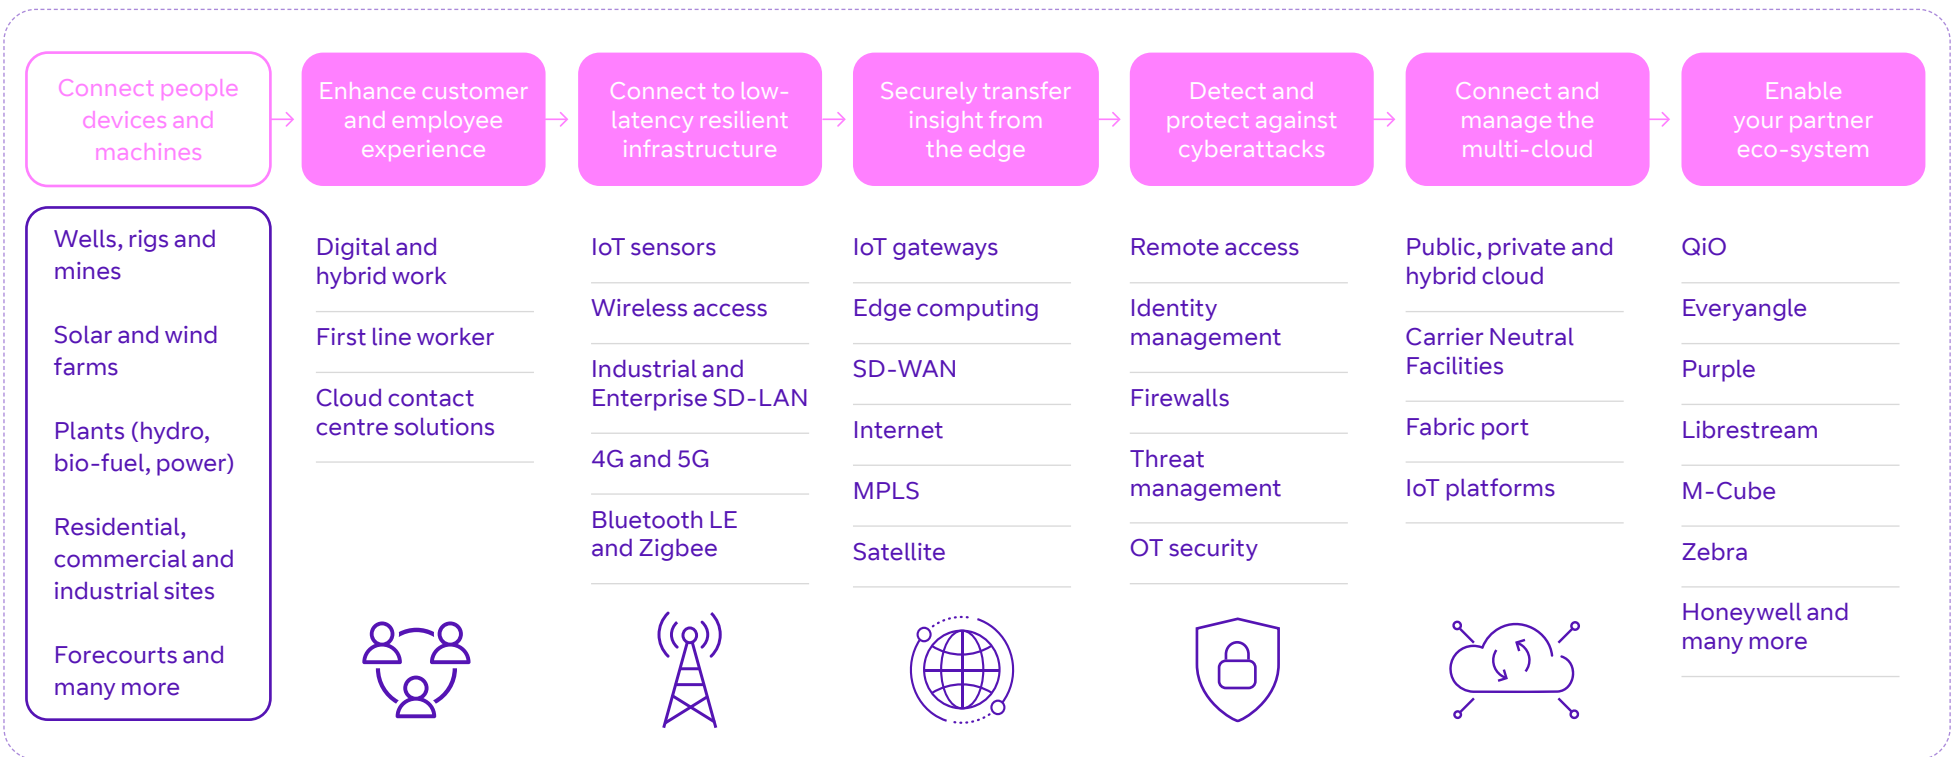 Connect people
devices and
machines
Enhance customer
and employee
experience
Connect to low-
latency resilient
infrastructure
Securely transfer
insight from
the edge
Detect and
protect against
cyberattacks
Connect and
manage the
multi-cloud
Enable
your partner
eco-system
Wells, rigs and
mines
Solar and wind
farms
Plants (hydro,
bio-fuel, power)
Residential,
commercial and
industrial sites
Forecourts and
many more
Digital and
hybrid work
First line worker
Cloud contact
centre solutions
IoT sensors
Wireless access
Industrial and
Enterprise SD-LAN
4G and 5G
Bluetooth LE
and Zigbee
IoT gateways
Edge computing
SD-WAN
Internet
MPLS
Satellite
Remote access
Identity
management
Firewalls
Threat
management
OT security
Public, private and
hybrid cloud
Carrier Neutral
Facilities
Fabric port
IoT platforms
QiO
Everyangle
Purple
Librestream
M-Cube
Zebra
Honeywell and
many more